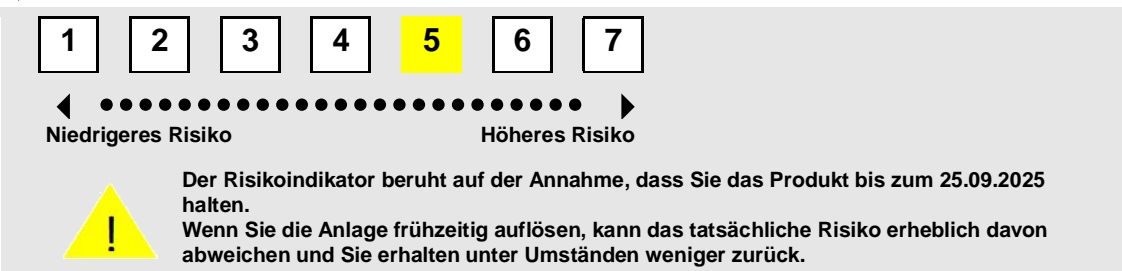 1 2 3 4 5 6 7
Niedrigeres Risiko Höheres Risiko
! Der Risikoindikator beruht auf der Annahme, dass Sie das Produkt bis zum 25.09.2025
halten.
Wenn Sie die Anlage frühzeitig auflösen, kann das tatsächliche Risiko erheblich davon
abweichen und Sie erhalten unter Umständen weniger zurück.